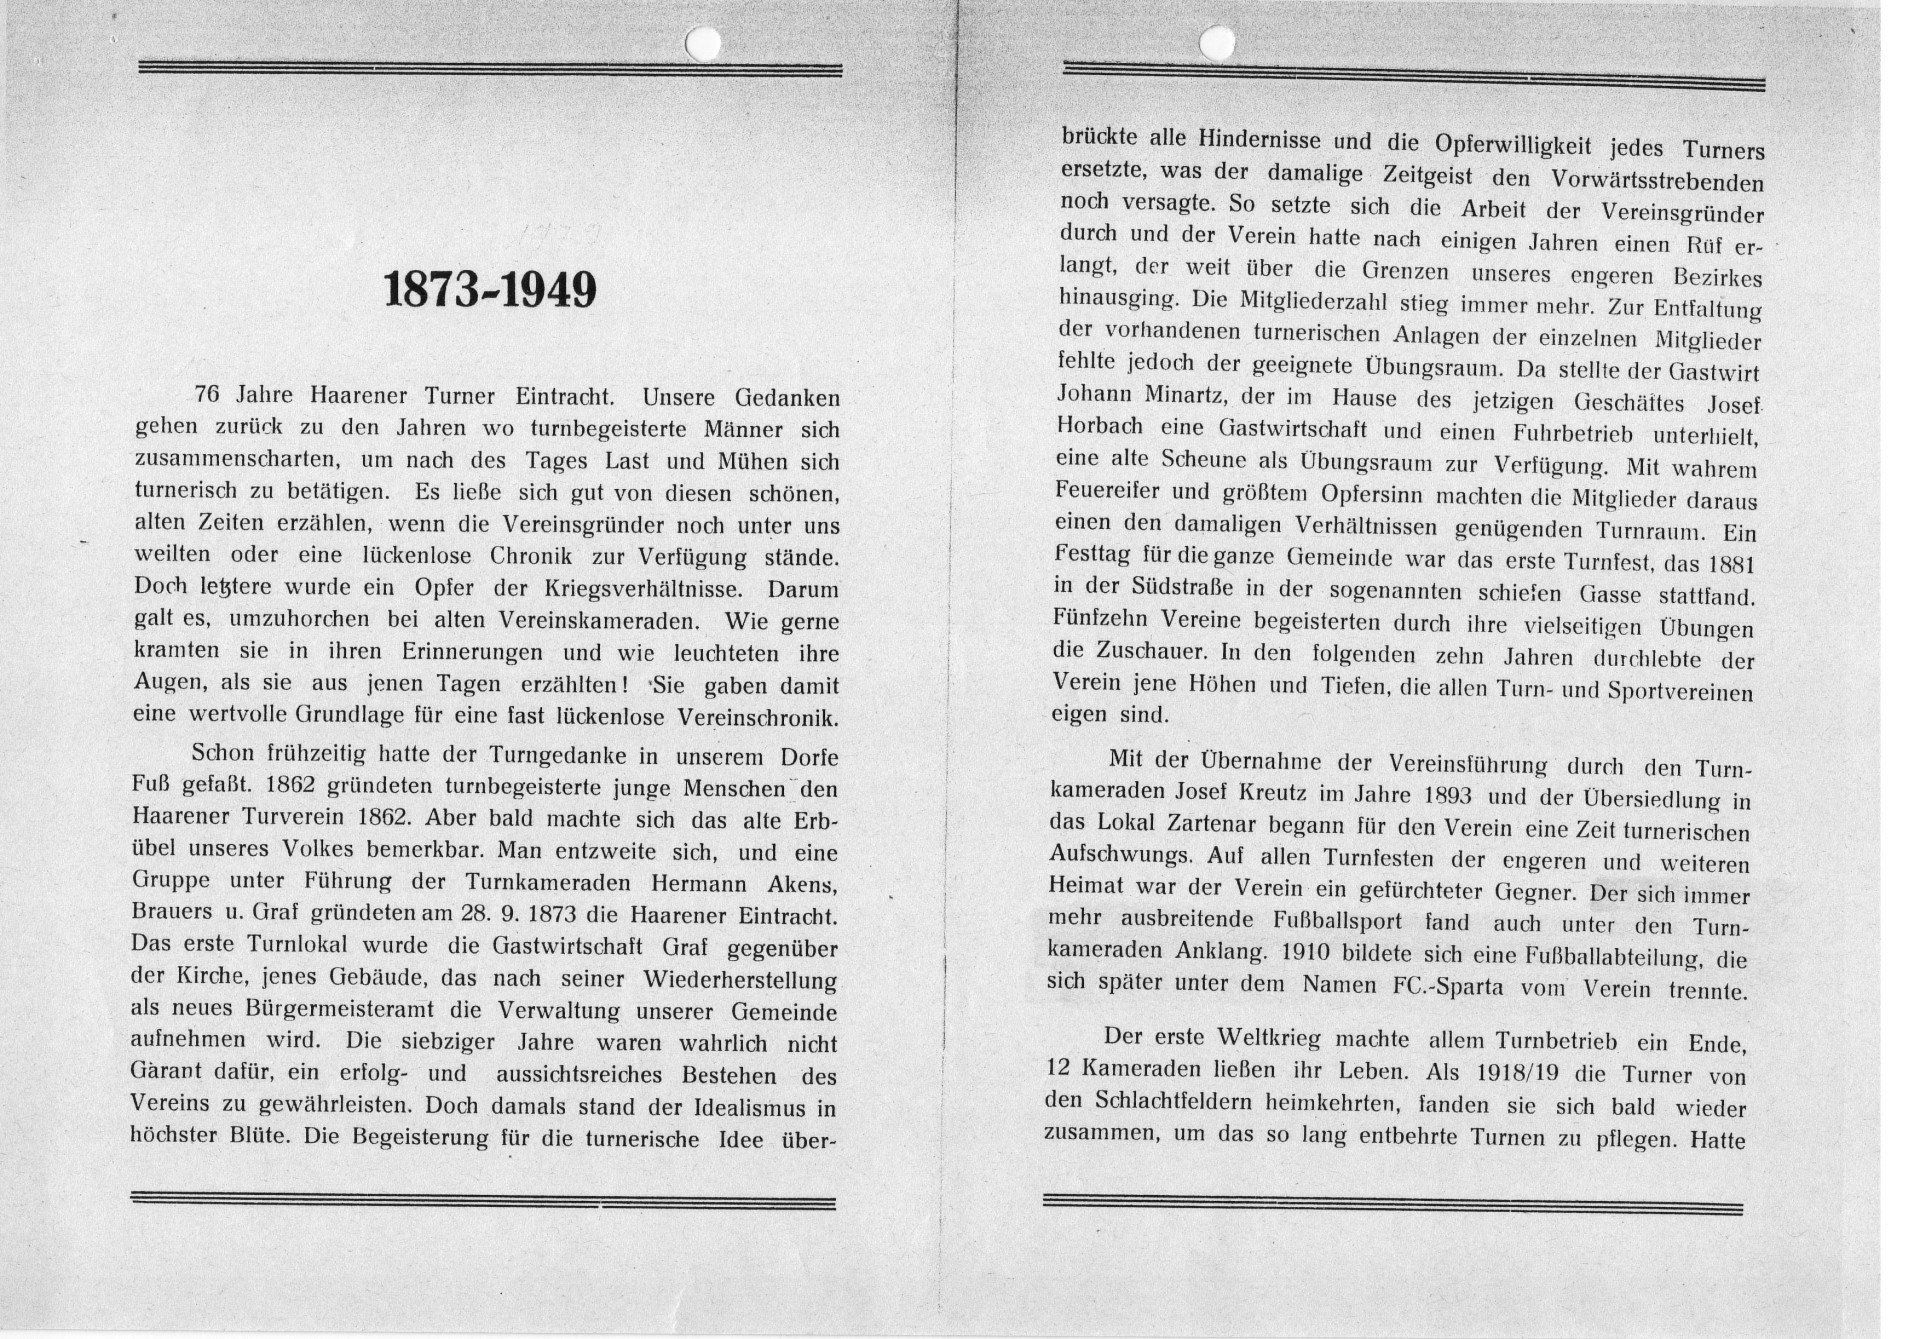 1873-1949
76 Jahre Haarener Turner Eintracht. Unsere Gedanken
gehen zurück zu den Jahren wo turnbegeisterte Männer sich
zusammenscharten, um nach des Tages Last und Mühen sich
turnerisch zu betätigen. Es ließe sich gut von diesen schönen,
alten Zeiten erzählen, wenn die Vereinsgründer noch unter uns
weilten oder eine lückenlose Chronik zur Verfügung stände.
Doch letztere wurde ein Opfer der Kriegsverhältnisse. Darum
galt es, umzuhorchen bei alten Vereinskameraden. Wie gerne
kramten sie in ihren Erinnerungen und wie leuchteten ihre
Augen, als sie aus jenen Tagen erzählten! Sie gaben damit
eine wertvolle Grundlage für eine fast lückenlose Vereinschronik.
Schon frühzeitig hatte der Turngedanke in unserem Dorfe
Fuß gefaßt. 1862 gründeten turnbegeisterte junge Menschen den
Haarener Turverein 1862. Aber bald machte sich das alte Erb-
übel unseres Volkes bemerkbar. Man entzweite sich, und eine
Gruppe unter Führung der Turnkameraden Hermann Akens,
Brauers u. Graf gründeten am 28. 9. 1873 die Haarener Eintracht.
Das erste Turnlokal wurde die Gastwirtschaft Graf gegenüber
der Kirche, jenes Gebäude, das nach seiner Wiederherstellung
als neues Bürgermeisteramt die Verwaltung unserer Gemeinde
aufnehmen wird. Die siebziger Jahre waren wahrlich nicht
Garant dafür, ein erfolg- und aussichtsreiches Bestehen des
Vereins zu gewährleisten. Doch damals stand der Idealismus in
höchster Blüte. Die Begeisterung für die turnerische Idee über-
brückte alle Hindernisse und die Opferwilligkeit jedes Turners
ersetzte, was der damalige Zeitgeist den Vorwärtsstrebenden
noch versagte. So setzte sich die Arbeit der Vereinsgründer
durch und der Verein hatte nach einigen Jahren einen Rüf er-
langt, der weit über die Grenzen unseres engeren Bezirkes
hinausging. Die Mitgliederzahl stieg immer mehr. Zur Entfaltung
der vorhandenen turnerischen Anlagen der einzelnen Mitglieder
fehlte jedoch der geeignete Übungsraum. Da stellte der Gastwirt
Johann Minartz, der im Hause des jetzigen Geschäftes Josef
Horbach eine Gastwirtschaft und einen Fuhrbetrieb unterhielt,
eine alte Scheune als Übungsraum zur Verfügung. Mit wahrem
Feuereifer und größtem Opfersinn machten die Mitglieder daraus
einen den damaligen Verhältnissen genügenden Turnraum. Ein
Festtag für die ganze Gemeinde war das erste Turnfest, das 1881
in der Südstraße in der sogenannten schiefen Gasse stattfand.
Fünfzehn Vereine begeisterten durch ihre vielseitigen Übungen
die Zuschauer. In den folgenden zehn Jahren durchlebte der
Verein jene Höhen und Tiefen, die allen Turn- und Sportvereinen
eigen sind.
Mit der Übernahme der Vereinsführung durch den Turn-
kameraden Josef Kreutz im Jahre 1893 und der Übersiedlung in
das Lokal Zartenar begann für den Verein eine Zeit turnerischen
Aufschwungs. Auf allen Turnfesten der engeren und weiteren
Heimat war der Verein ein gefürchteter Gegner. Der sich immer
mehr ausbreitende Fußballsport fand auch unter den Turn-
kameraden Anklang. 1910 bildete sich eine Fußballabteilung, die
sich später unter dem Namen FC.-Sparta vom Verein trennte.
Der erste Weltkrieg machte allem Turnbetrieb ein Ende,
12 Kameraden ließen ihr Leben. Als 1918/19 die Turner von
den Schlachtfeldern heimkehrten, fanden sie sich bald wieder
zusammen, um das so lang entbehrte Turnen zu pflegen. Hatte